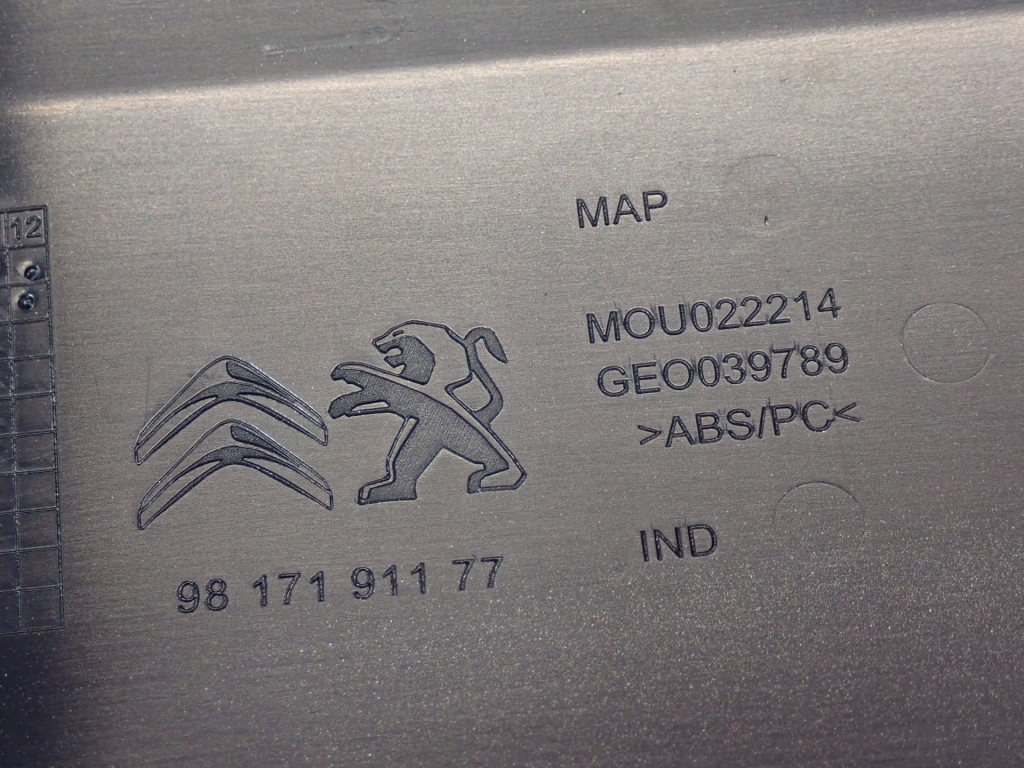 12
MAP
MOU022214
GEO039789
>ABS/PC<
IND
98 171 911 77